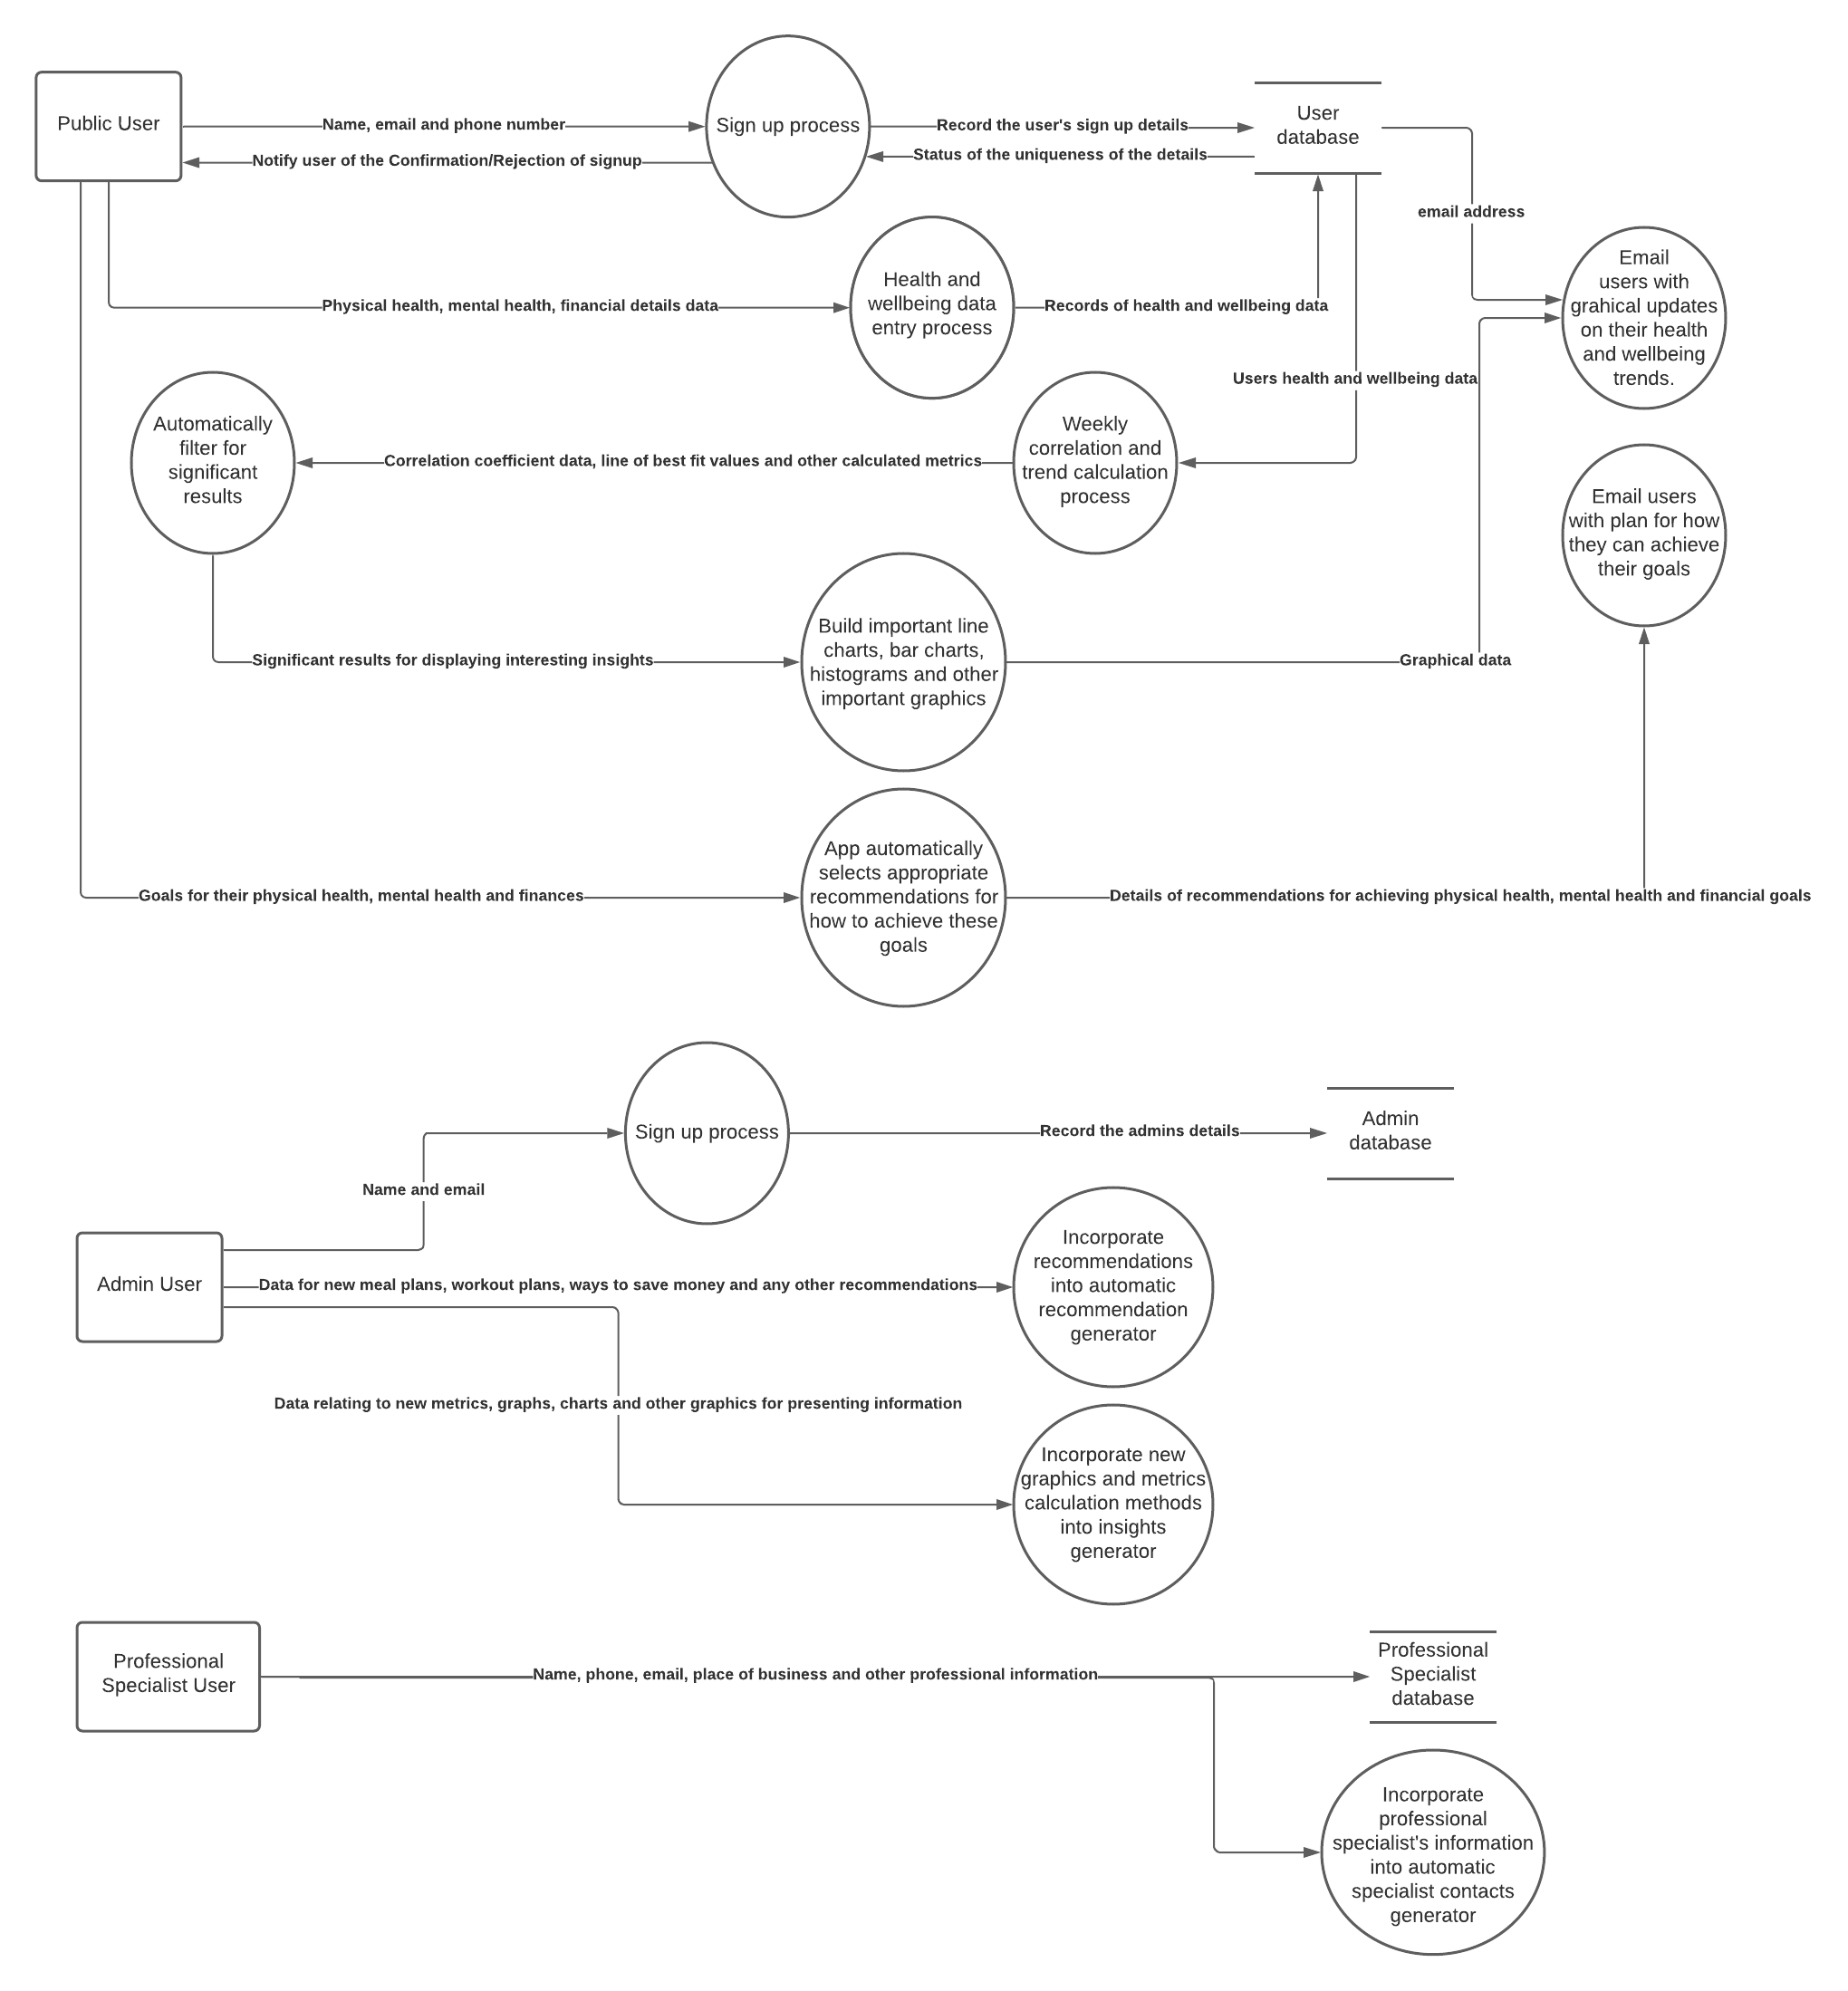 Public User
Name, email and phone number
Sign up process
Record the user's sign up details
User
database
Notify user of the Confirmation/Rejection of signup
Status of the uniqueness of the details
email address
Physical health, mental health, financial details data
Health and
wellbeing data
entry process
Records of health and wellbeing data
Email
users with
grahical updates
on their health
and wellbeing
trends.
Users health and wellbeing data
Automatically
filter for
significant
results
Correlation coefficient data, line of best fit values and other calculated metrics
Weekly
correlation and
trend calculation
process
Email users
with plan for how
they can achieve
their goals
Significant results for displaying interesting insights
Build important line
charts, bar charts,
histograms and other
important graphics
Graphical data
Goals for their physical health, mental health and finances
App automatically
selects appropriate
recommendations for
how to achieve these
goals
Details of recommendations for achieving physical health, mental health and financial goals
Sign up process
Record the admins details
Admin
database
Name and email
Admin User
Data for new meal plans, workout plans, ways to save money and any other recommendations
Incorporate
recommendations
into automatic
recommendation
generator
Data relating to new metrics, graphs, charts and other graphics for presenting information
Incorporate new
graphics and metrics
calculation methods
into insights
generator
Professional
Specialist User
Name, phone, email, place of business and other professional information
Professional
Specialist
database
Incorporate
professional
specialist's information
into automatic
specialist contacts
generator